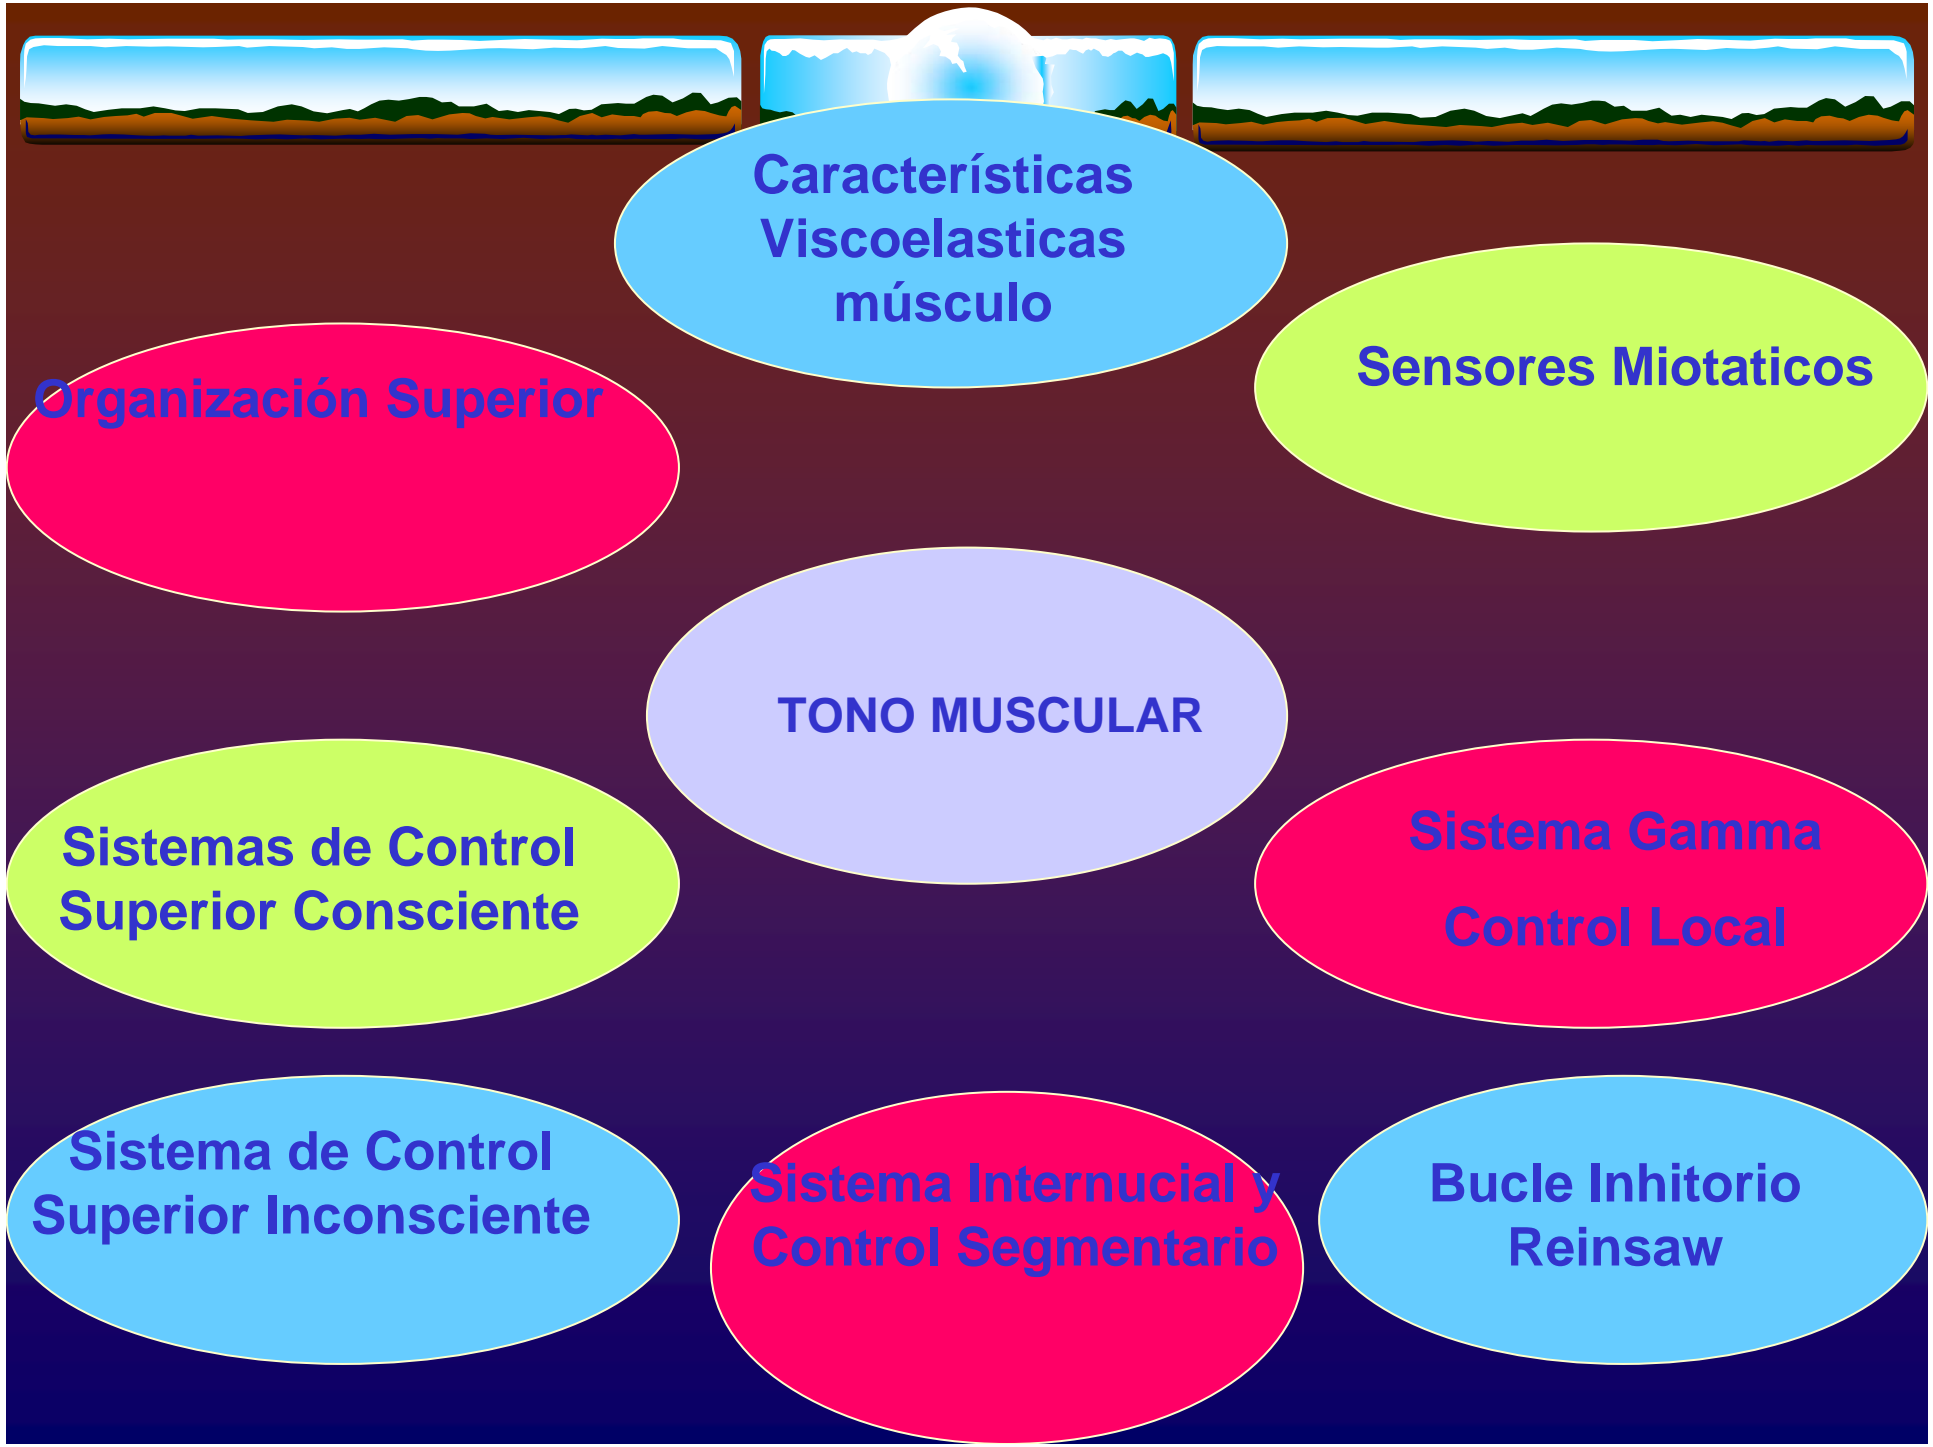 Características
Viscoelasticas
músculo
Sensores Miotaticos
Organización Superior
TONO MUSCULAR
Sistemas de Control
Superior Consciente
Sistema Gamma
Control Local
Sistema de Control
Superior Inconsciente
Sistema Internucial y
Control Segmentario
Bucle Inhitorio
Reinsaw